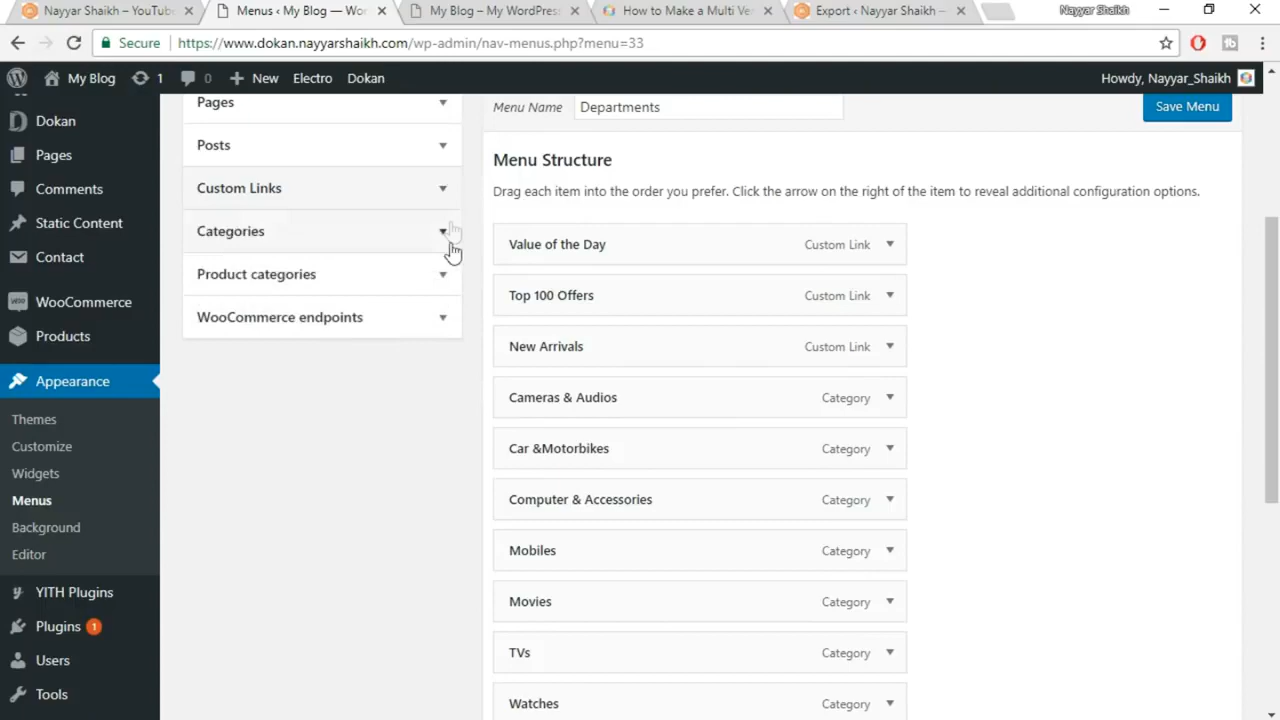 Nayyar Shaikh – YouTub
Menus ‹ My Blog — Wor
My Blog – My WordPress
How to Make a Multi Ve
Export ‹ Nayyar Shaikh —
Nayyar Shaikh
Secure
https://www.dokan.nayyarshaikh.com/wp-admin/nav-menus.php?menu=33
My Blog
1
0
New
Electro
Dokan
Howdy, Nayyar_Shaikh
Dokan
Pages
Comments
Static Content
Contact
WooCommerce
Products
Appearance
Themes
Customize
Widgets
Menus
Background
Editor
YITH Plugins
Plugins 1
Users
Tools
Pages
Posts
Custom Links
Categories
Product categories
WooCommerce endpoints
Menu Name
Departments
Save Menu
Menu Structure
Drag each item into the order you prefer. Click the arrow on the right of the item to reveal additional configuration options.
Value of the Day Custom Link
Top 100 Offers Custom Link
New Arrivals Custom Link
Cameras & Audios Category
Car &Motorbikes Category
Computer & Accessories Category
Mobiles Category
Movies Category
TVs Category
Watches Category